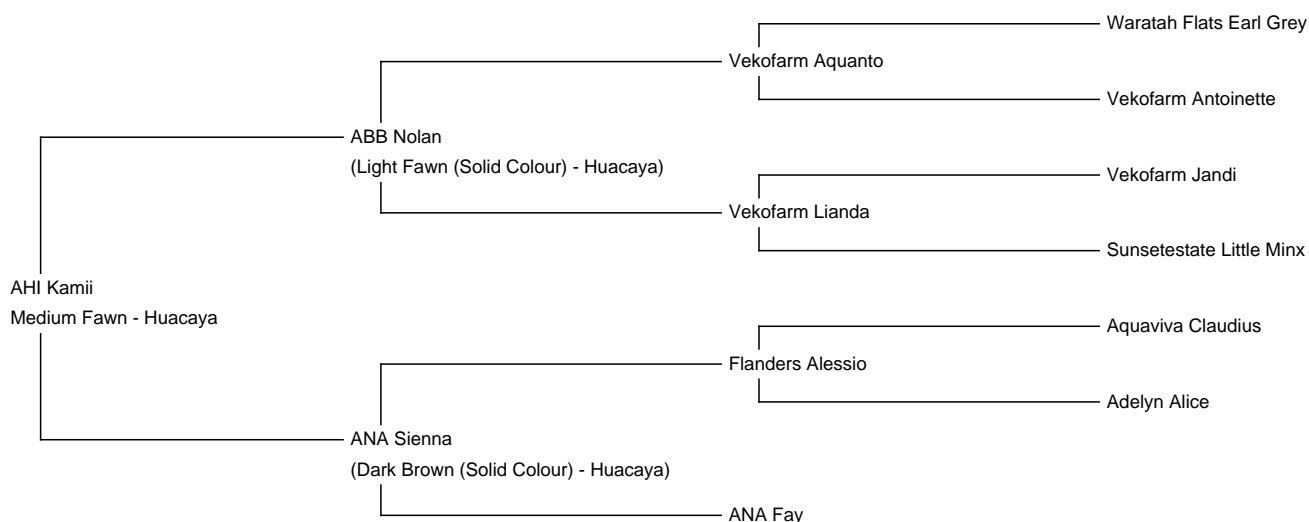 Waratah Flats Earl Grey
Vekofarm Aquanto
Vekofarm Antoinette
ABB Nolan
(Light Fawn (Solid Colour) - Huacaya)
Vekofarm Jandi
Vekofarm Lianda
Sunsetestate Little Minx
AHI Kamii
Medium Fawn - Huacaya
Aquaviva Claudius
Flanders Alessio
Adelyn Alice
ANA Sienna
(Dark Brown (Solid Colour) - Huacaya)
ANA Fay